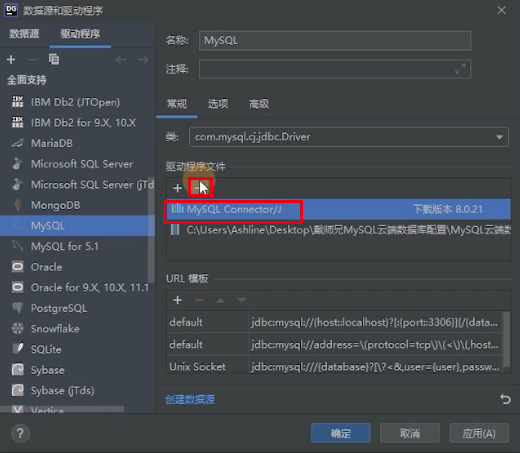 DG 数据源和驱动程序
数据源 驱动程序
全面支持
IBM Db2 (JTOpen)
IBM Db2 for 9.X, 10.X
MariaDB
Microsoft SQL Server
Microsoft SQL Server (jTds
MongoDB
MySQL
MySQL for 5.1
Oracle
Oracle for 9.X, 10.X, 11.1
PostgreSQL
Snowflake
SQLite
Sybase
Sybase (jTds)
Vertica
名称: MySQL
注释:
常规 选项 高级
类: com.mysql.cj.jdbc.Driver
驱动程序文件
MySQL Connector/J 下载版本 8.0.21
C:\Users\Ashline\Desktop\戴师兄MySQL云端数据库配置\MySQL云端数
URL 模板
default jdbc:mysql://{host::localhost}?[:{port::3306}][/{data...
default jdbc:mysql://address=\(protocol=tcp\)\(<\)\(,host...
Unix Socket jdbc:mysql:///{database}?[\?<&,user={user},passw...
创建数据源
? 确定 取消 应用(A)